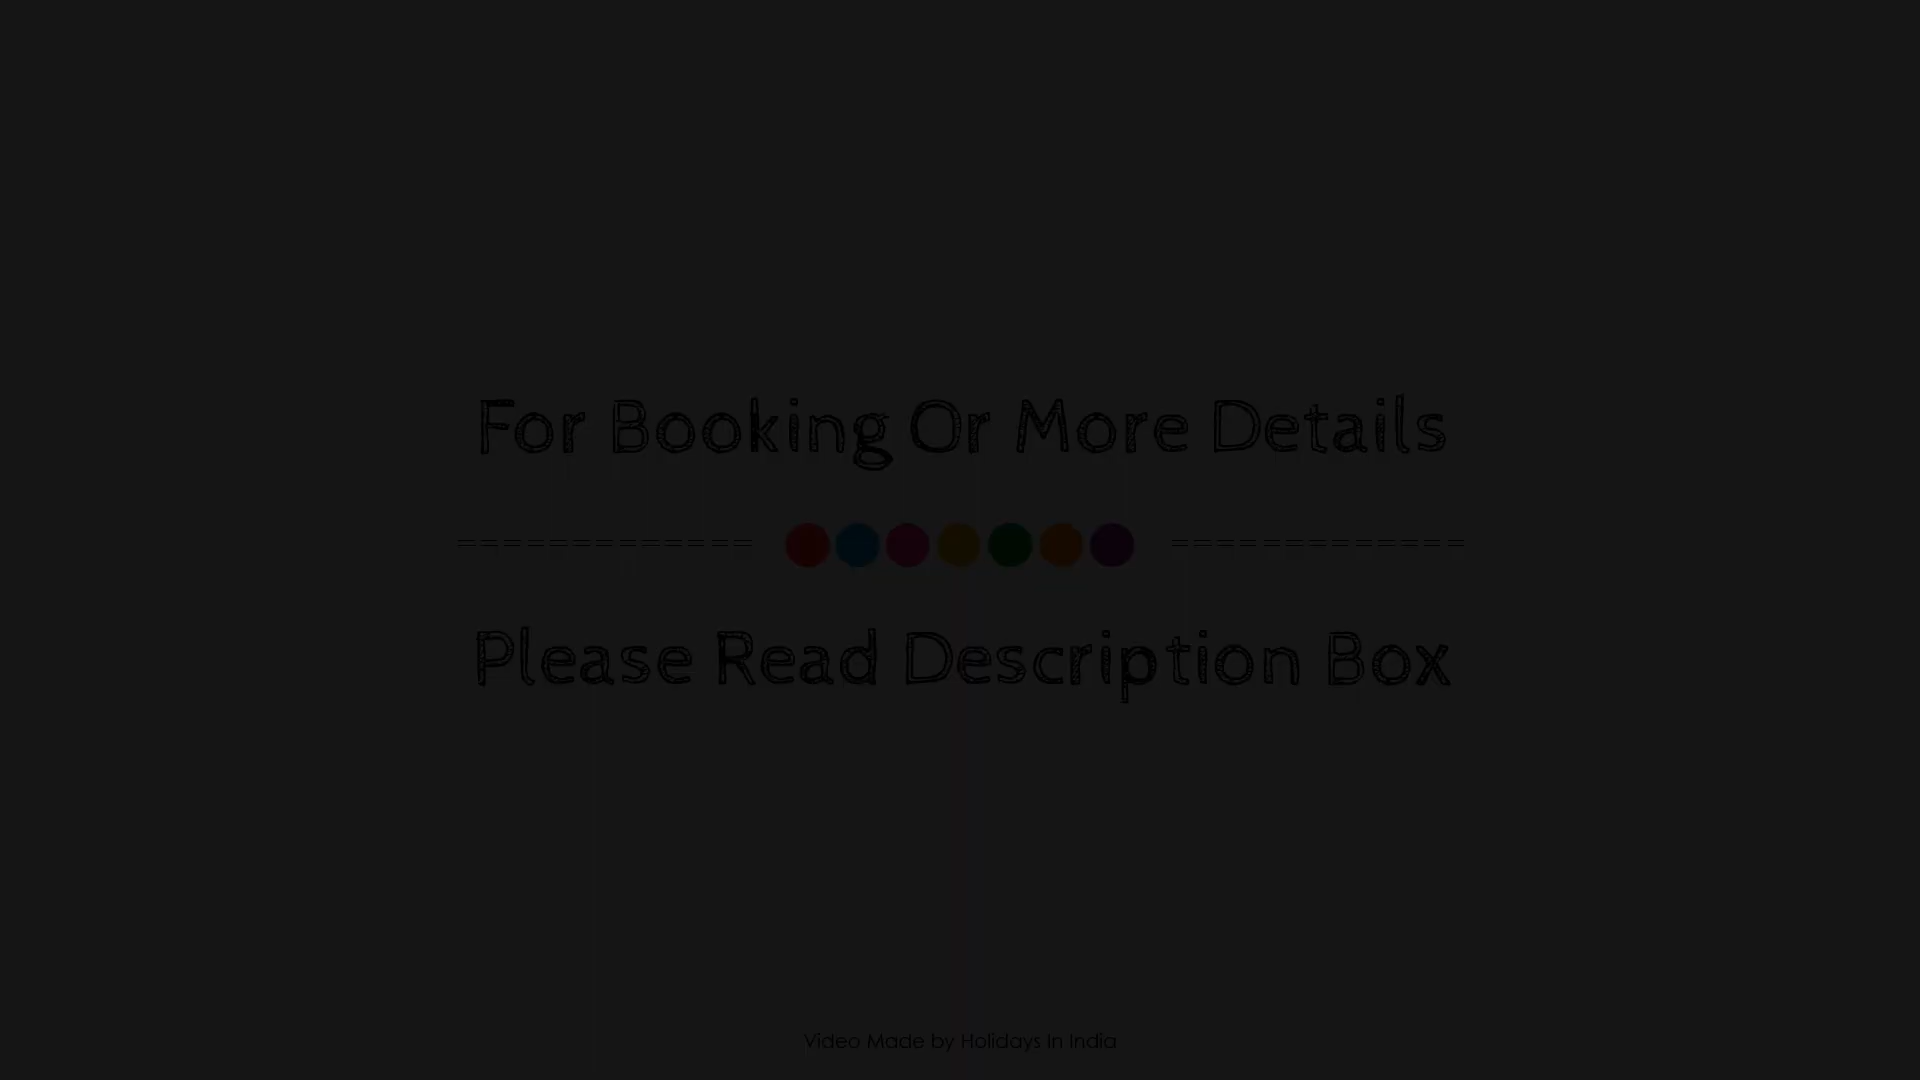 For Booking Or More Details
============= =============
Please Read Description Box
Video Made by Holidays In India